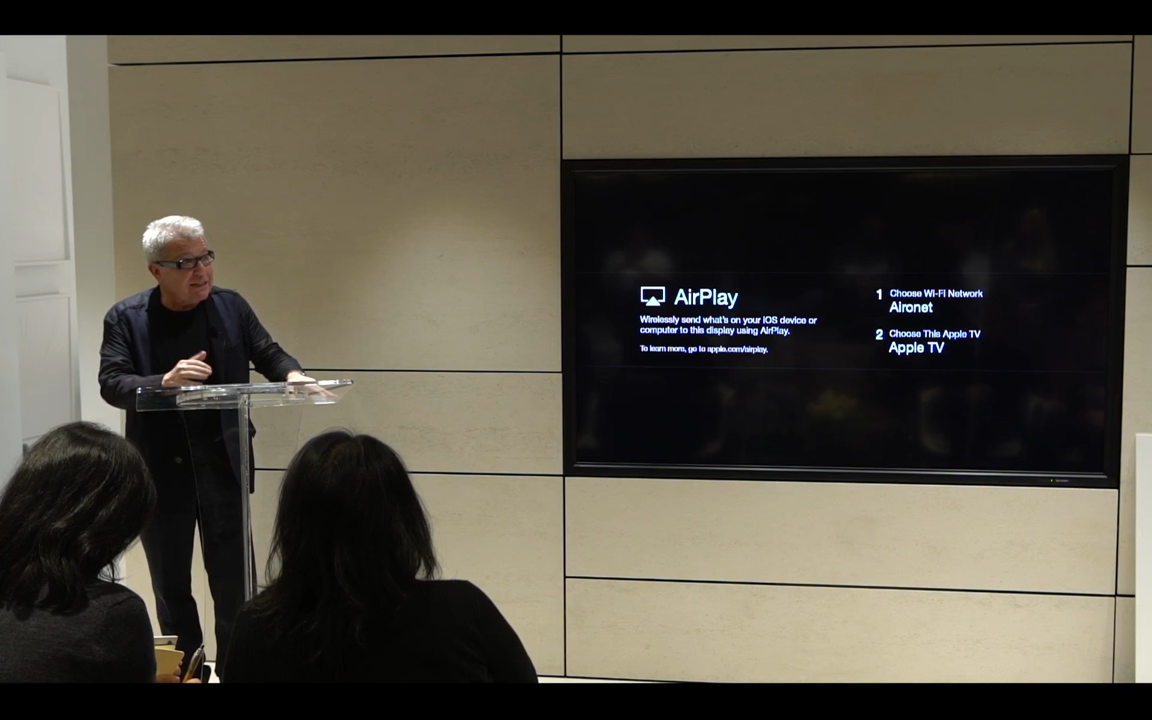 AirPlay
Wirelessly send what's on your iOS device or
computer to this display using AirPlay.
To learn more, go to apple.com/airplay.
1 Choose Wi-Fi Network
Aironet
2 Choose This Apple TV
Apple TV